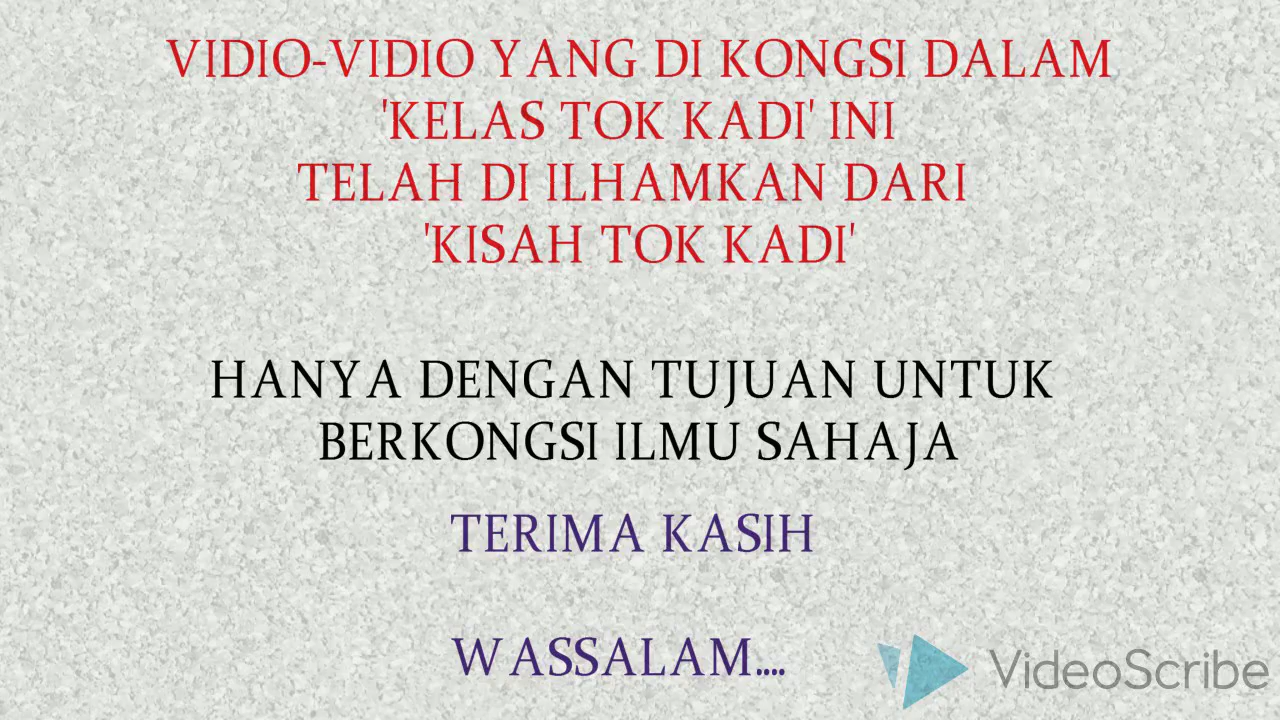 VIDIO-VIDIO YANG DI KONGSI DALAM
'KELAS TOK KADI' INI
TELAH DI ILHAMKAN DARI
'KISAH TOK KADI'
HANYA DENGAN TUJUAN UNTUK
BERKONGSI ILMU SAHAJA
TERIMA KASIH
WASSALAM....
VideoScribe